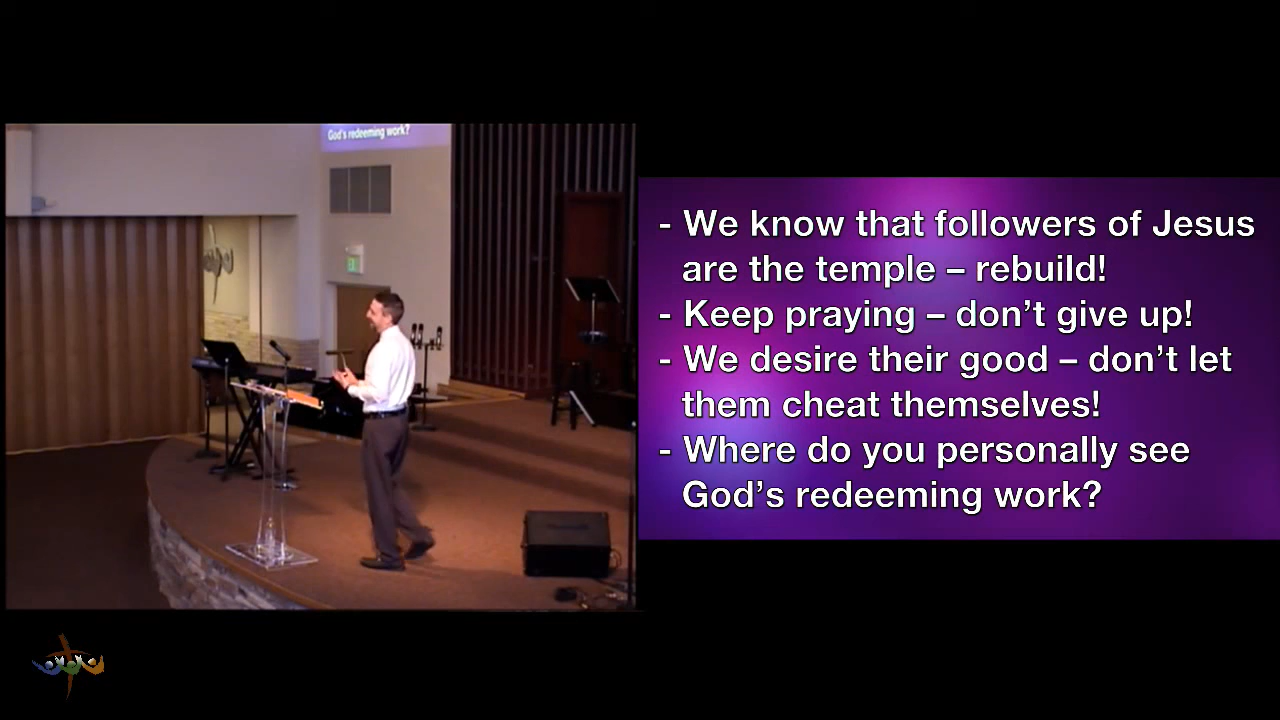 God's redeeming work?
- We know that followers of Jesus
are the temple – rebuild!
- Keep praying – don't give up!
- We desire their good – don't let
them cheat themselves!
- Where do you personally see
God's redeeming work?